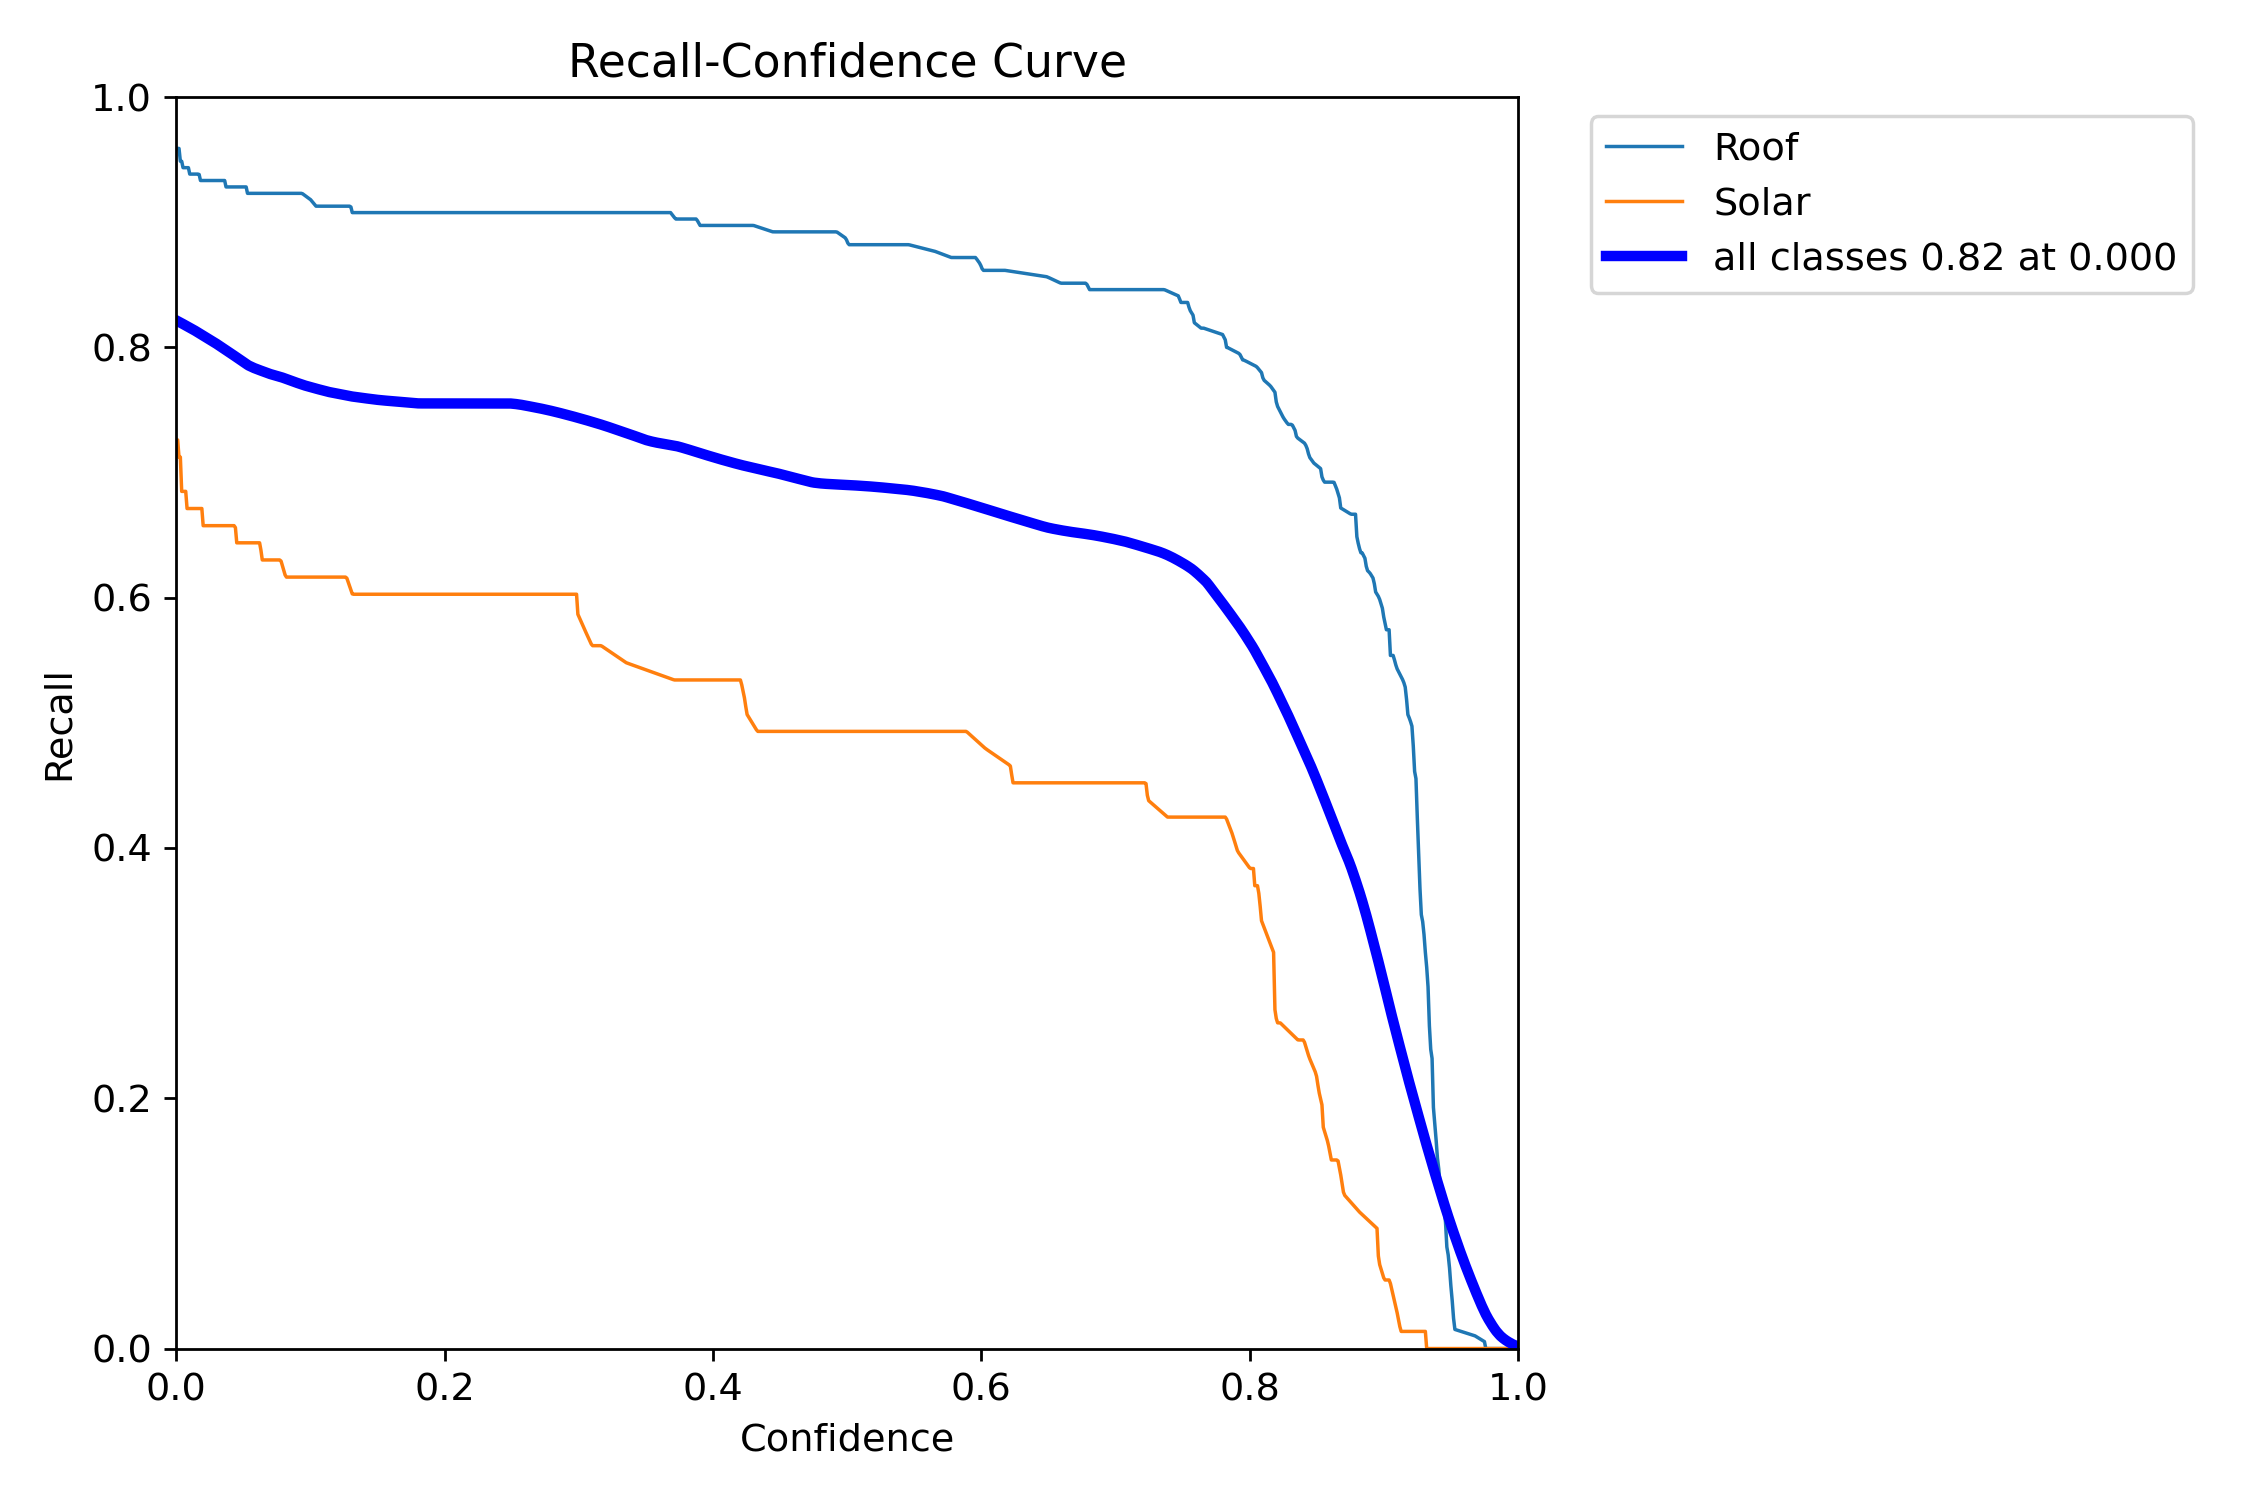 Recall-Confidence Curve
1.0
0.8
0.6
0.4
0.2
0.0
Recall
0.0 0.2 0.4 0.6 0.8 1.0
Confidence
Roof
Solar
all classes 0.82 at 0.000